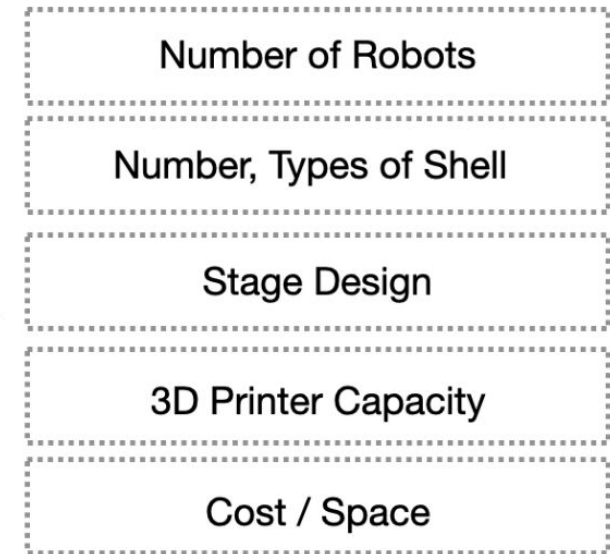 Number of Robots
Number, Types of Shell
Stage Design
3D Printer Capacity
Cost / Space